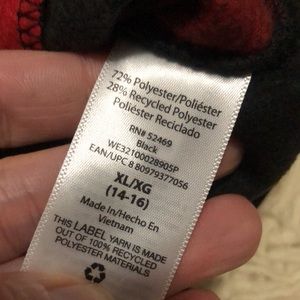 72% Polyester/Poliéster
28% Recycled Polyester
Poliéster Reciclado
RN# 52469
Black
WE32100028905P
EAN/UPC 8 80979377056
XL/XG
(14-16)
Made In/Hecho En
Vietnam
THIS LABEL YARN IS MADE
OUT OF 100% RECYCLED
POLYESTER MATERIALS